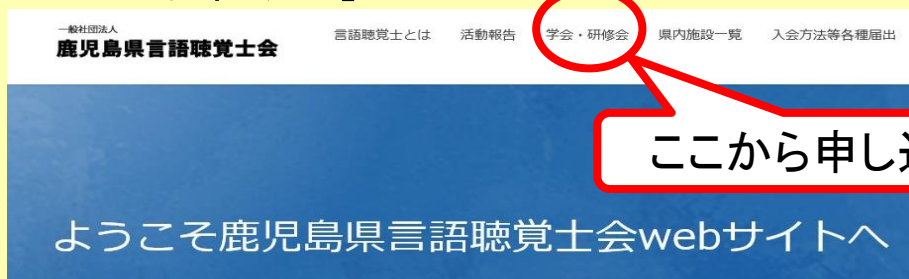 一般社団法人
鹿児島県言語聴覚士会
言語聴覚士とは 活動報告 学会・研修会 県内施設一覧 入会方法等各種届出
ここから申し
ようこそ鹿児島県言語聴覚士会webサイトへ